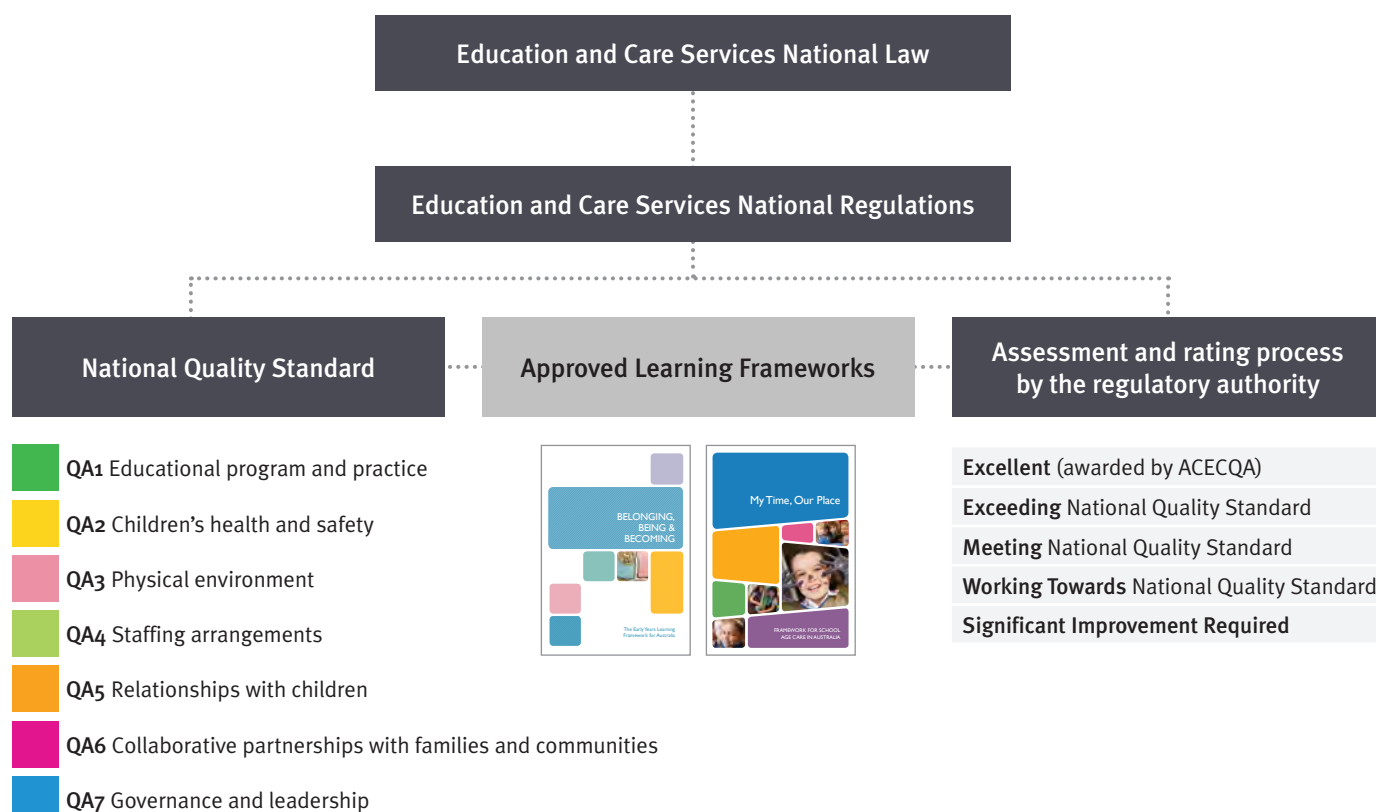 Education and Care Services National Law
Education and Care Services National Regulations
National Quality Standard
Approved Learning Frameworks
Assessment and rating process
by the regulatory authority
QA1 Educational program and practice
QA2 Children's health and safety
QA3 Physical environment
QA4 Staffing arrangements
QA5 Relationships with children
QA6 Collaborative partnerships with families and communities
QA7 Governance and leadership
BELONGING,
BEING &
BECOMING
The Early Years Learning
Framework for Australia
My Time, Our Place
FRAMEWORK FOR SCHOOL
AGE CARE IN AUSTRALIA
Excellent (awarded by ACECQA)
Exceeding National Quality Standard
Meeting National Quality Standard
Working Towards National Quality Standard
Significant Improvement Required